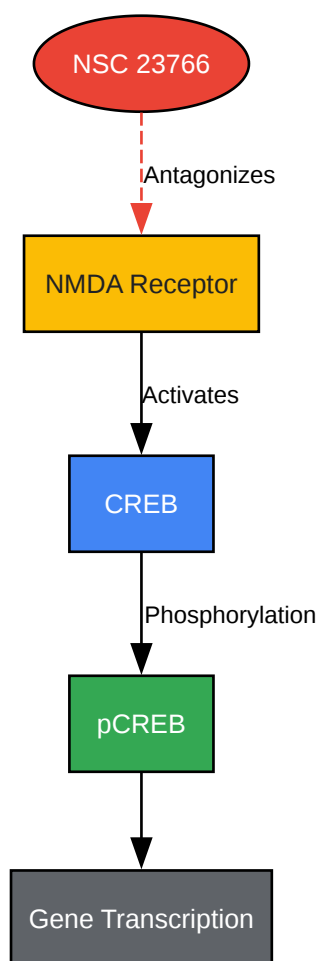 NSC 23766
Antagonizes
NMDA Receptor
Activates
CREB
Phosphorylation
pCREB
Gene Transcription